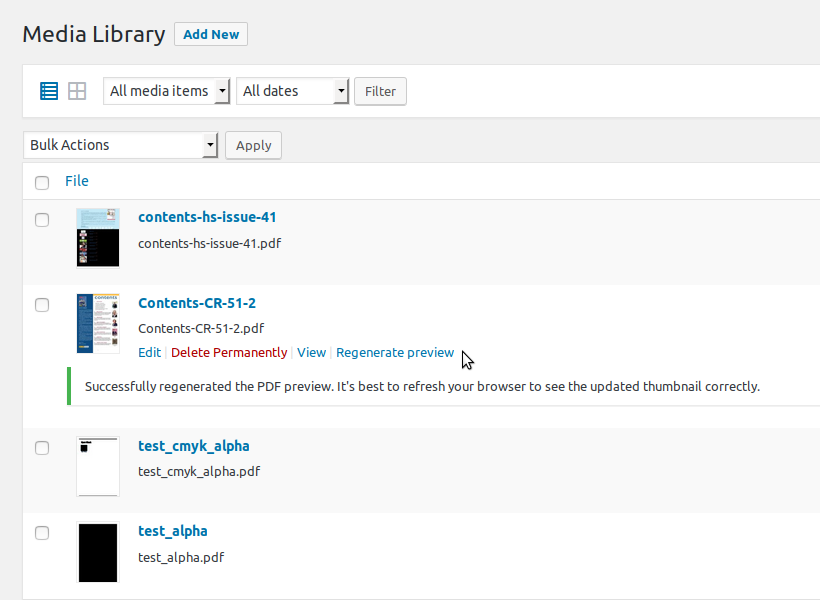 Media Library Add New
All media items All dates Filter
Bulk Actions Apply
File
contents-hs-issue-41
contents-hs-issue-41.pdf
Contents-CR-51-2
Contents-CR-51-2.pdf
Edit | Delete Permanently | View | Regenerate preview
Successfully regenerated the PDF preview. It's best to refresh your browser to see the updated thumbnail correctly.
test_cmyk_alpha
test_cmyk_alpha.pdf
test_alpha
test_alpha.pdf